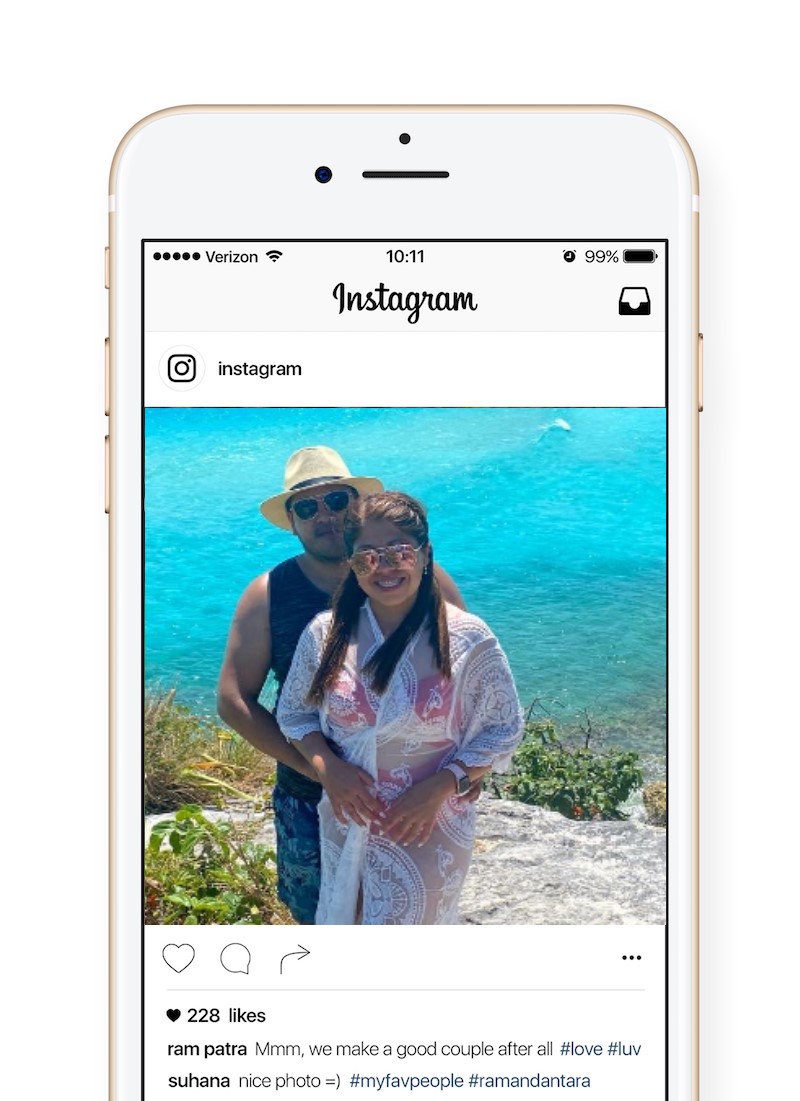 Verizon 10:11 99%
Instagram
instagram
228 likes
ram patra Mmm, we make a good couple after all #love #luv
suhana nice photo =) #myfavpeople #ramandantara